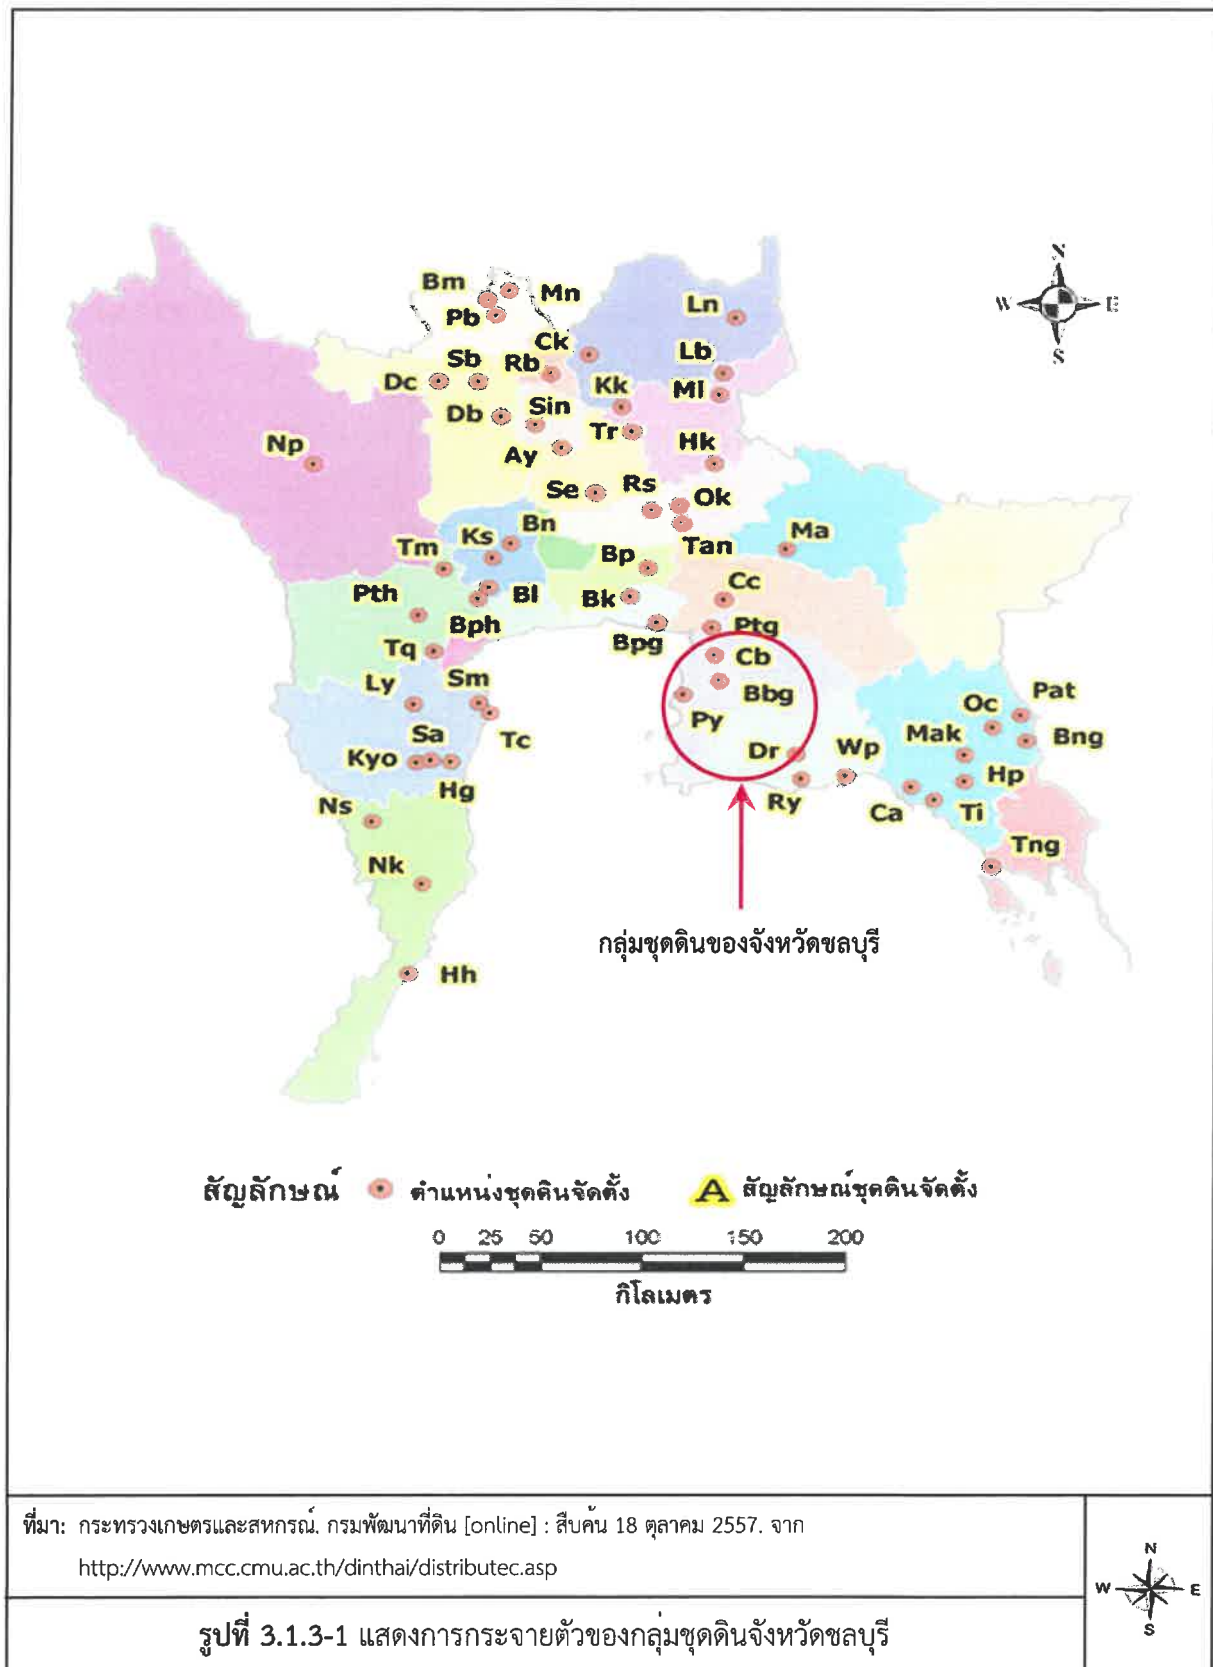 N
W E
S
Bm Mn
Pb
Ln
Ck
Sb Rb
Lb
Dc
Kk
Ml
Db Sin
Tr
Np
Ay
Hk
Se Rs
Ok
Ks Bn
Tm
Bp
Tan
Ma
Pth
Bl
Bk
Cc
Bph
Bpg
Ptg
Tq
Cb
Ly Sm
Bbg
Py
Oc Pat
Tc
Sa
Mak
Bng
Kyo
Dr Wp
Hg
Hp
Ns
Ry
Ca Ti
Nk
Tng
กลุ่มชุดดินของจังหวัดชลบุรี
Hh
สัญลักษณ์ ตำแหน่งชุดดินจัดตั้ง A สัญลักษณ์ชุดดินจัดตั้ง
0 25 50 100 150 200
กิโลเมตร
ที่มา: กระทรวงเกษตรและสหกรณ์. กรมพัฒนาที่ดิน [online] : สืบค้น 18 ตุลาคม 2557. จาก
http://www.mcc.cmu.ac.th/dinthai/distributec.asp
N
W E
S
รูปที่ 3.1.3-1 แสดงการกระจายตัวของกลุ่มชุดดินจังหวัดชลบุรี